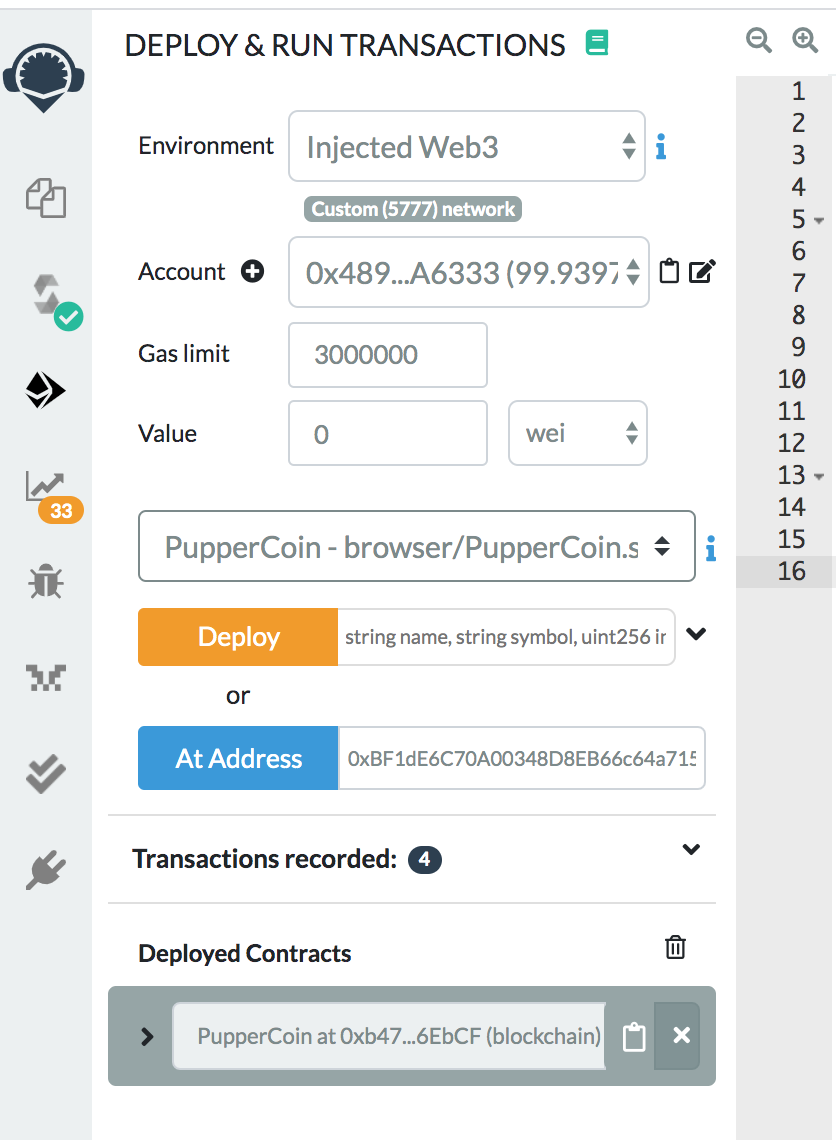 DEPLOY & RUN TRANSACTIONS
Environment
Injected Web3
Custom (5777) network
Account
0x489...A6333 (99.9397
Gas limit
3000000
Value
0
wei
33
PupperCoin - browser/PupperCoin.s
Deploy
string name, string symbol, uint256 ir
or
At Address
0xBF1dE6C70A00348D8EB66c64a715
Transactions recorded: 4
Deployed Contracts
PupperCoin at 0xb47...6EbCF (blockchain)
1
2
3
4
5
6
7
8
9
10
11
12
13
14
15
16